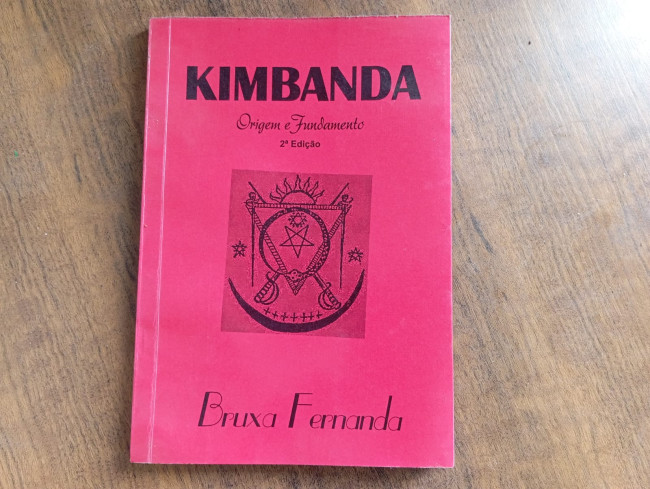 KIMBANDA
Origem e Fundamento
2ª Edição
Bruxa Fernanda